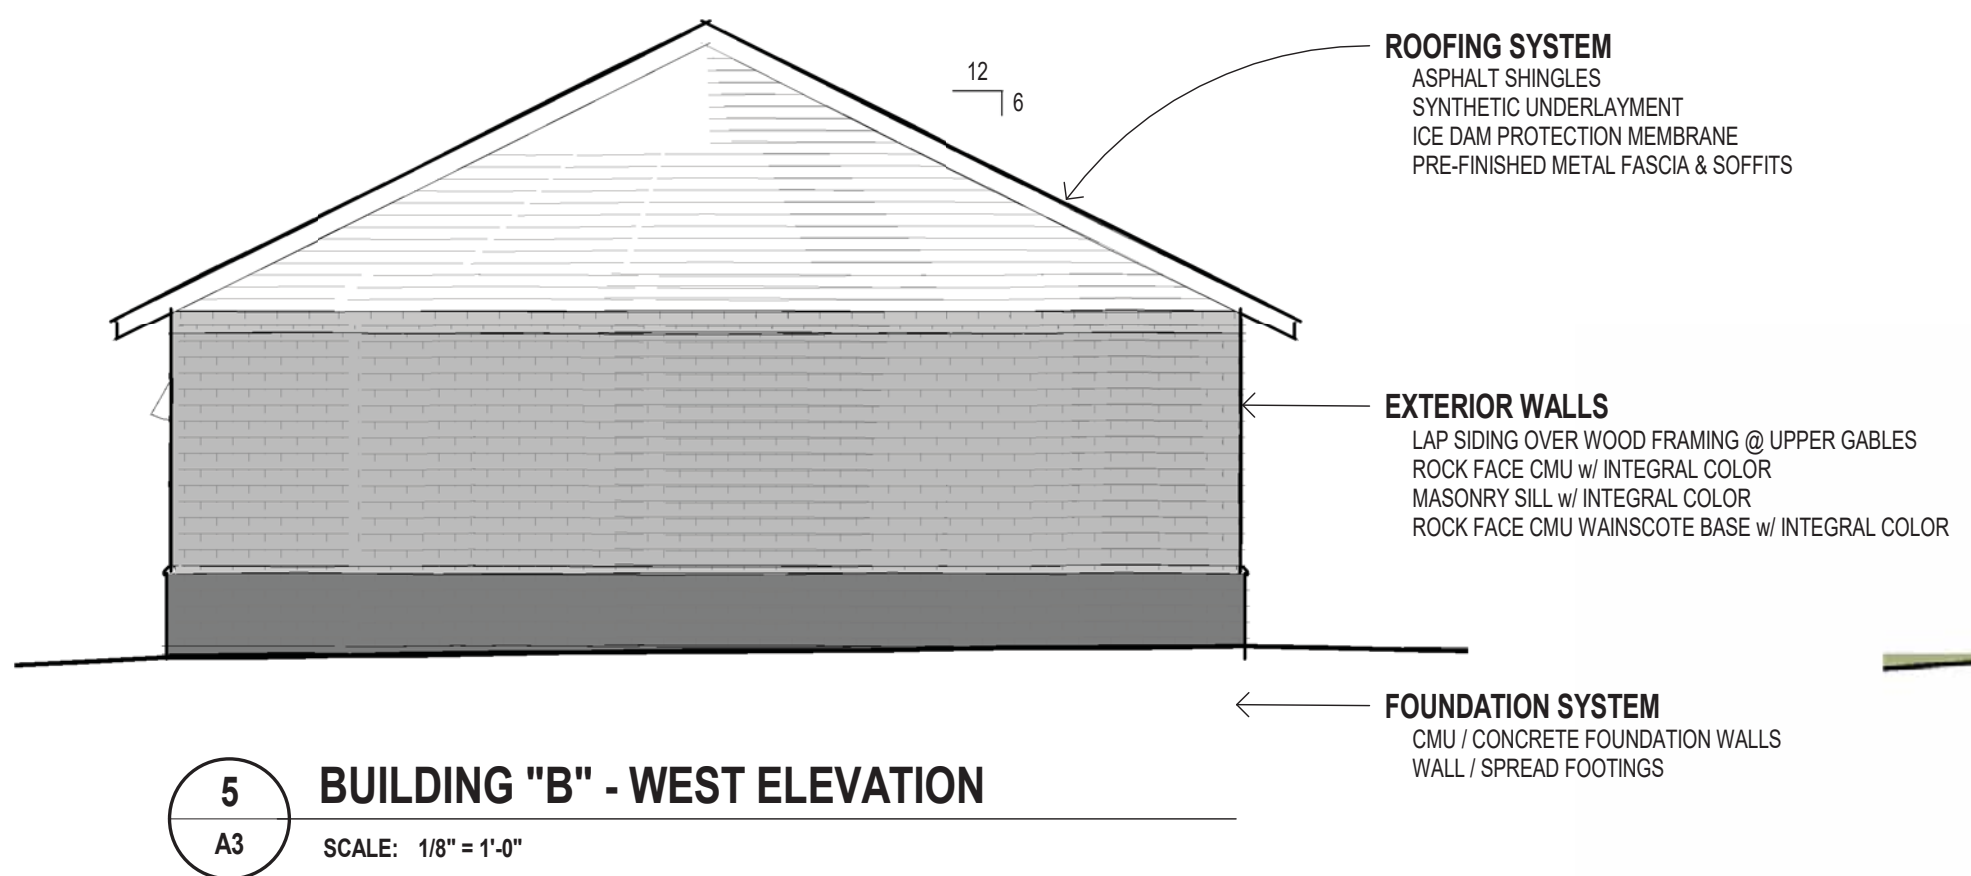 12
6
ROOFING SYSTEM
ASPHALT SHINGLES
SYNTHETIC UNDERLAYMENT
ICE DAM PROTECTION MEMBRANE
PRE-FINISHED METAL FASCIA & SOFFITS
EXTERIOR WALLS
LAP SIDING OVER WOOD FRAMING @ UPPER GABLES
ROCK FACE CMU w/ INTEGRAL COLOR
MASONRY SILL w/ INTEGRAL COLOR
ROCK FACE CMU WAINSCOTE BASE w/ INTEGRAL COLOR
FOUNDATION SYSTEM
CMU / CONCRETE FOUNDATION WALLS
WALL / SPREAD FOOTINGS
5
A3
BUILDING "B" - WEST ELEVATION
SCALE: 1/8" = 1'-0"